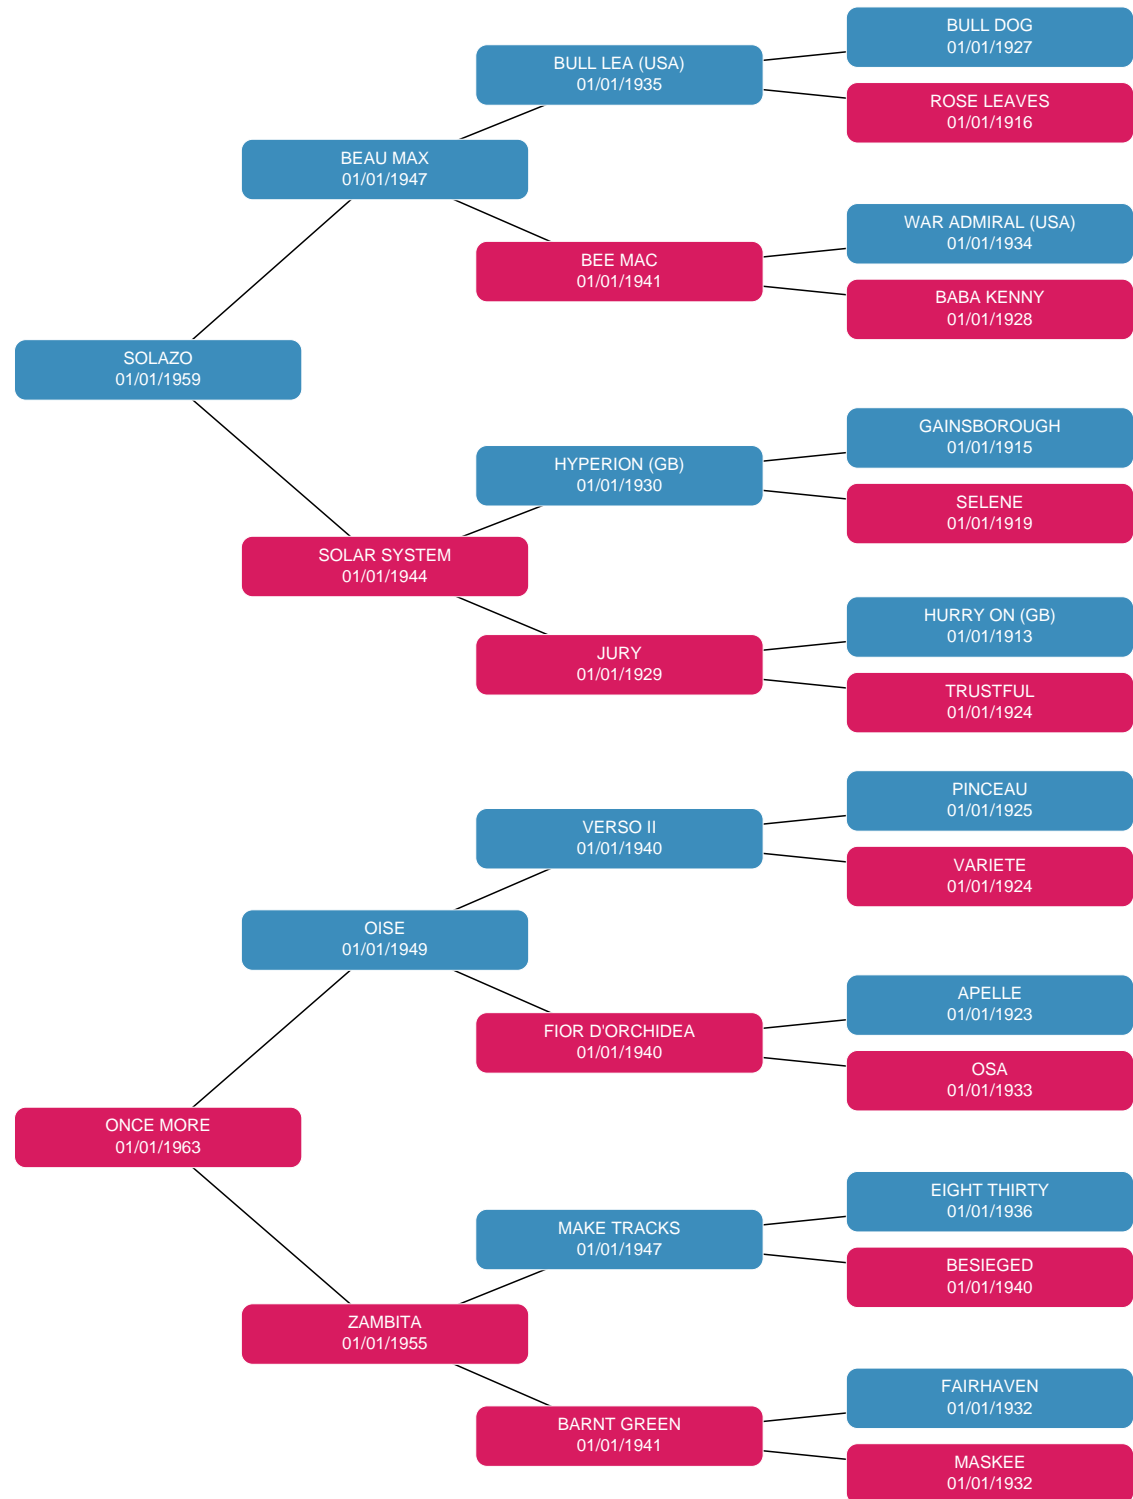 BULL DOG
01/01/1927
BULL LEA (USA)
01/01/1935
ROSE LEAVES
01/01/1916
BEAU MAX
01/01/1947
WAR ADMIRAL (USA)
01/01/1934
BEE MAC
01/01/1941
BABA KENNY
01/01/1928
SOLAZO
01/01/1959
GAINSBOROUGH
01/01/1915
HYPERION (GB)
01/01/1930
SELENE
01/01/1919
SOLAR SYSTEM
01/01/1944
HURRY ON (GB)
01/01/1913
JURY
01/01/1929
TRUSTFUL
01/01/1924
PINCEAU
01/01/1925
VERSO II
01/01/1940
VARIETE
01/01/1924
OISE
01/01/1949
APELLE
01/01/1923
FIOR D'ORCHIDEA
01/01/1940
OSA
01/01/1933
ONCE MORE
01/01/1963
EIGHT THIRTY
01/01/1936
MAKE TRACKS
01/01/1947
BESIEGED
01/01/1940
ZAMBITA
01/01/1955
FAIRHAVEN
01/01/1932
BARNT GREEN
01/01/1941
MASKEE
01/01/1932